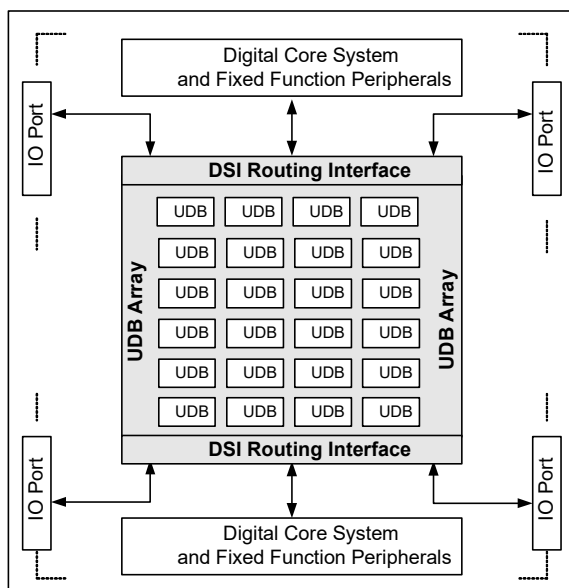 Digital Core System
and Fixed Function Peripherals
IO Port
IO Port
DSI Routing Interface
UDB UDB UDB UDB
UDB UDB UDB UDB
UDB Array
UDB Array
UDB UDB UDB UDB
UDB UDB UDB UDB
UDB UDB UDB UDB
UDB UDB UDB UDB
DSI Routing Interface
IO Port
IO Port
Digital Core System
and Fixed Function Peripherals